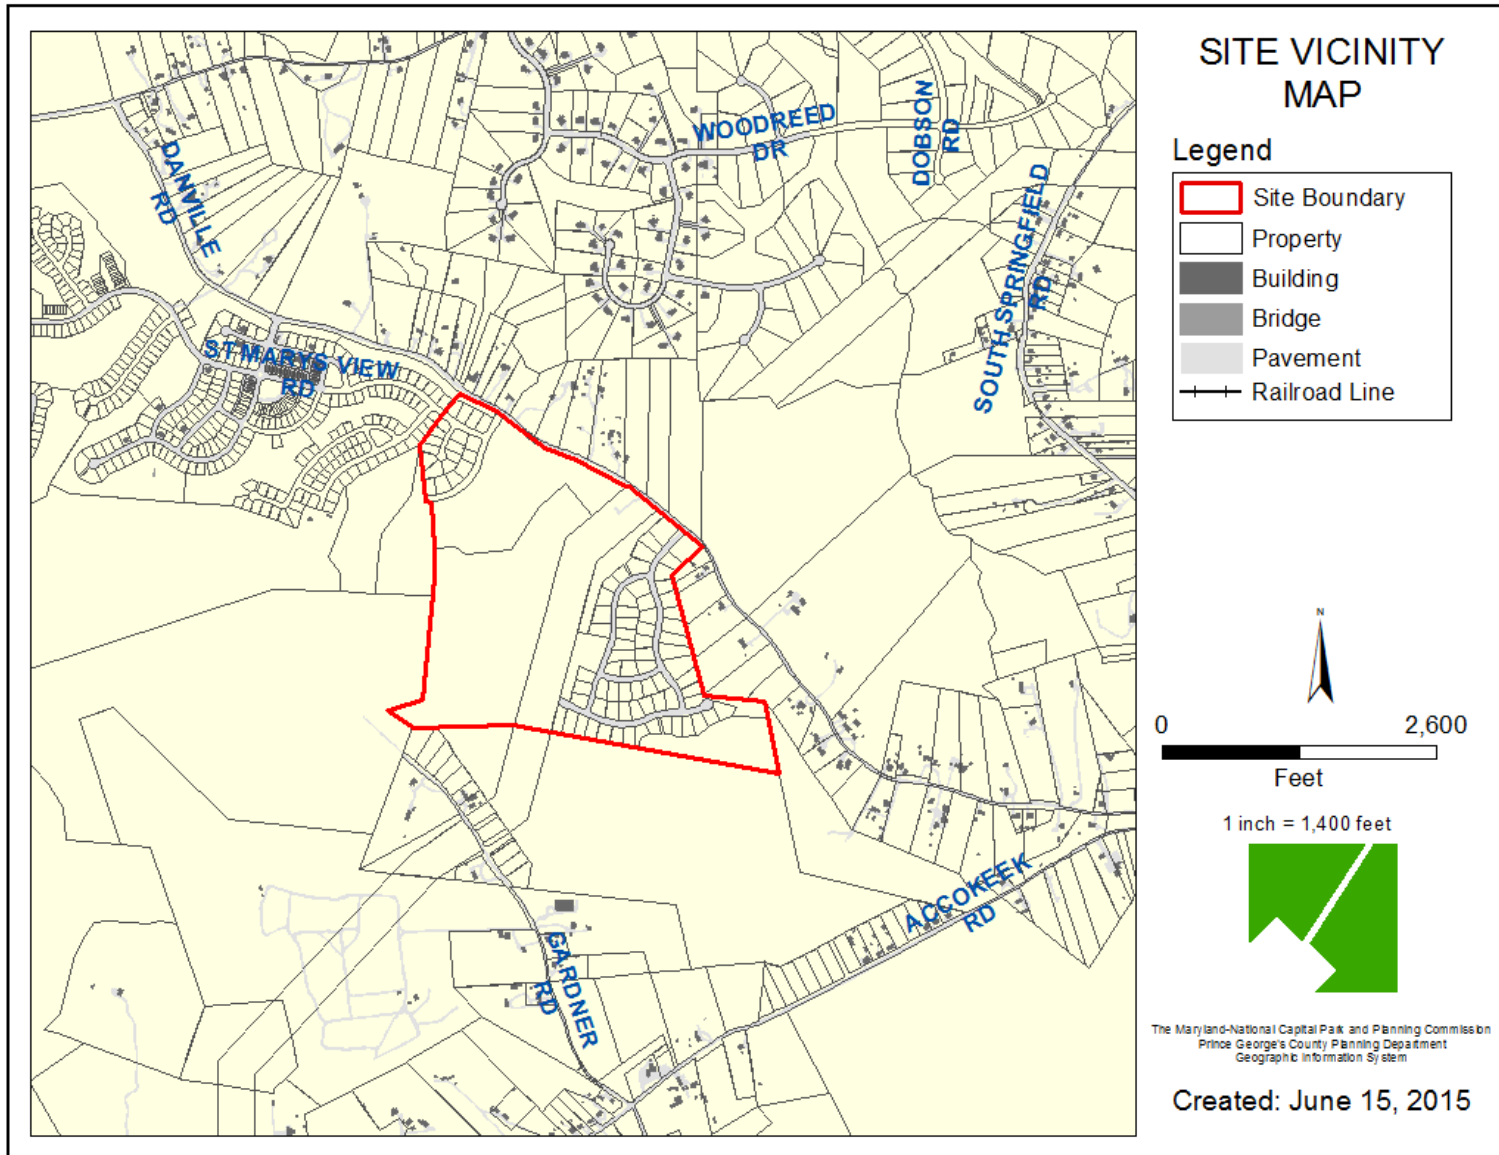 SITE VICINITY
MAP
Legend
Site Boundary
Property
Building
Bridge
Pavement
Railroad Line
DANVILLE
RD
WOODREED
DR
DOBSON
RD
SOUTH SPRINGFIELD
RD
ST MARYS VIEW
RD
GARDNER
RD
ACCOKEEK
RD
N
0 2,600
Feet
1 inch = 1,400 feet
The Maryland-National Capital Park and Planning Commission
Prince George's County Planning Department
Geographic Information System
Created: June 15, 2015